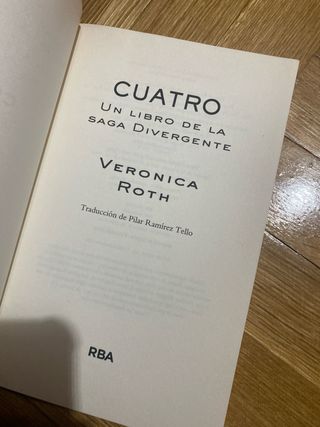 CUATRO
UN LIBRO DE LA
SAGA DIVERGENTE
VERONICA
ROTH
Traducción de Pilar Ramírez Tello
RBA